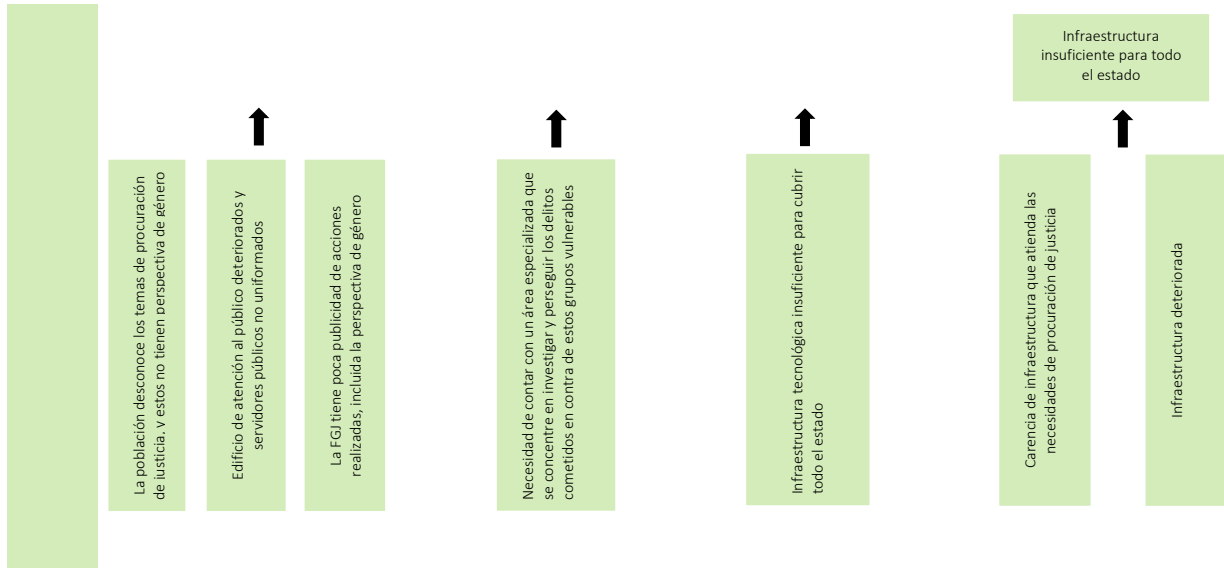 Infraestructura
insuficiente para todo
el estado
La población desconoce los temas de procuración
de justicia, y estos no tienen perspectiva de género
Edificio de atención al público deteriorados y
servidores públicos no uniformados
La FGJ tiene poca publicidad de acciones
realizadas, incluida la perspectiva de género
Necesidad de contar con un área especializada que
se concentre en investigar y perseguir los delitos
cometidos en contra de estos grupos vulnerables
Infraestructura tecnológica insuficiente para cubrir
todo el estado
Carencia de infraestructura que atienda las
necesidades de procuración de justicia
Infraestructura deteriorada